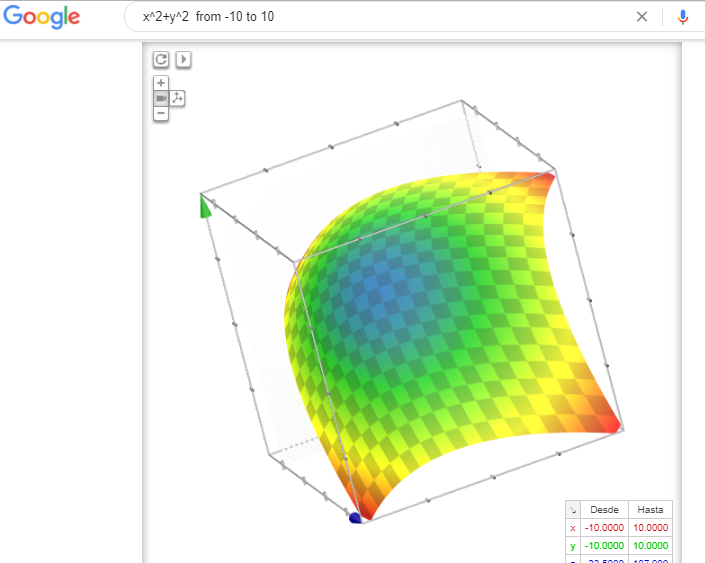 Google
x^2+y^2 from -10 to 10
Desde Hasta
x -10.0000 10.0000
y -10.0000 10.0000